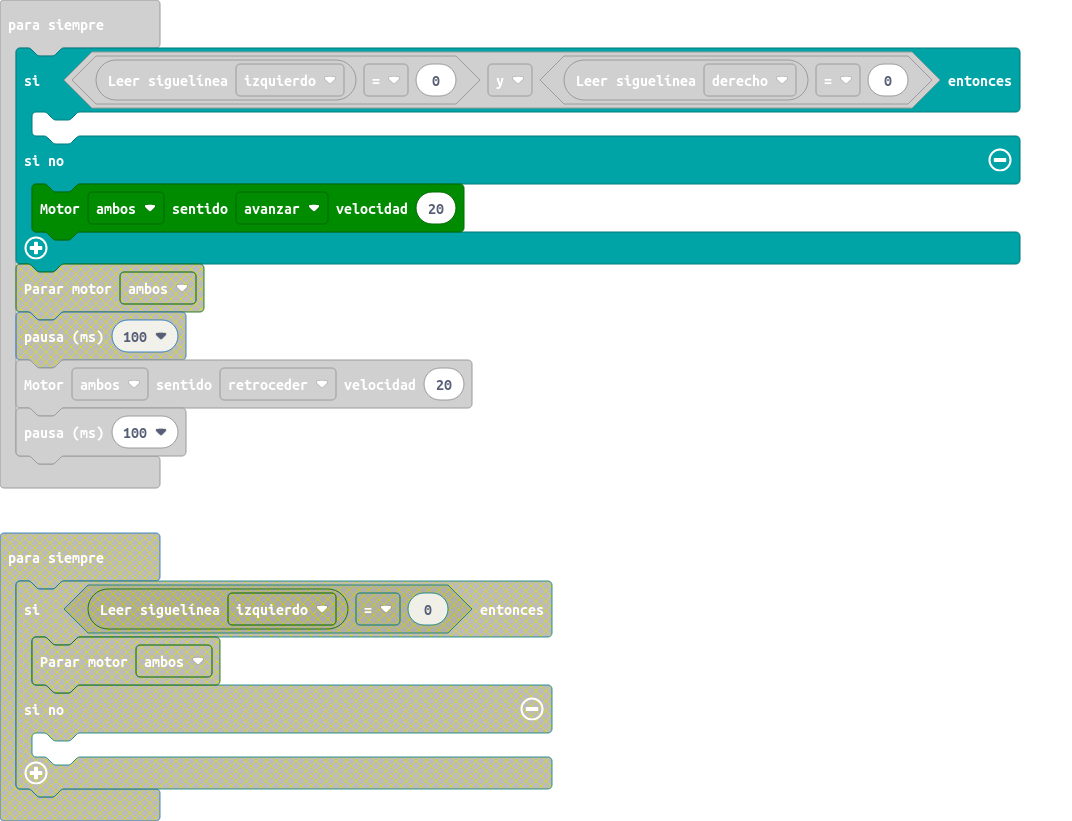 para siempre
si Leer siguelínea izquierdo = 0 y Leer siguelínea derecho = 0 entonces
si no
Motor ambos sentido avanzar velocidad 20
Parar motor ambos
pausa (ms) 100
Motor ambos sentido retroceder velocidad 20
pausa (ms) 100
para siempre
si Leer siguelínea izquierdo = 0 entonces
Parar motor ambos
si no